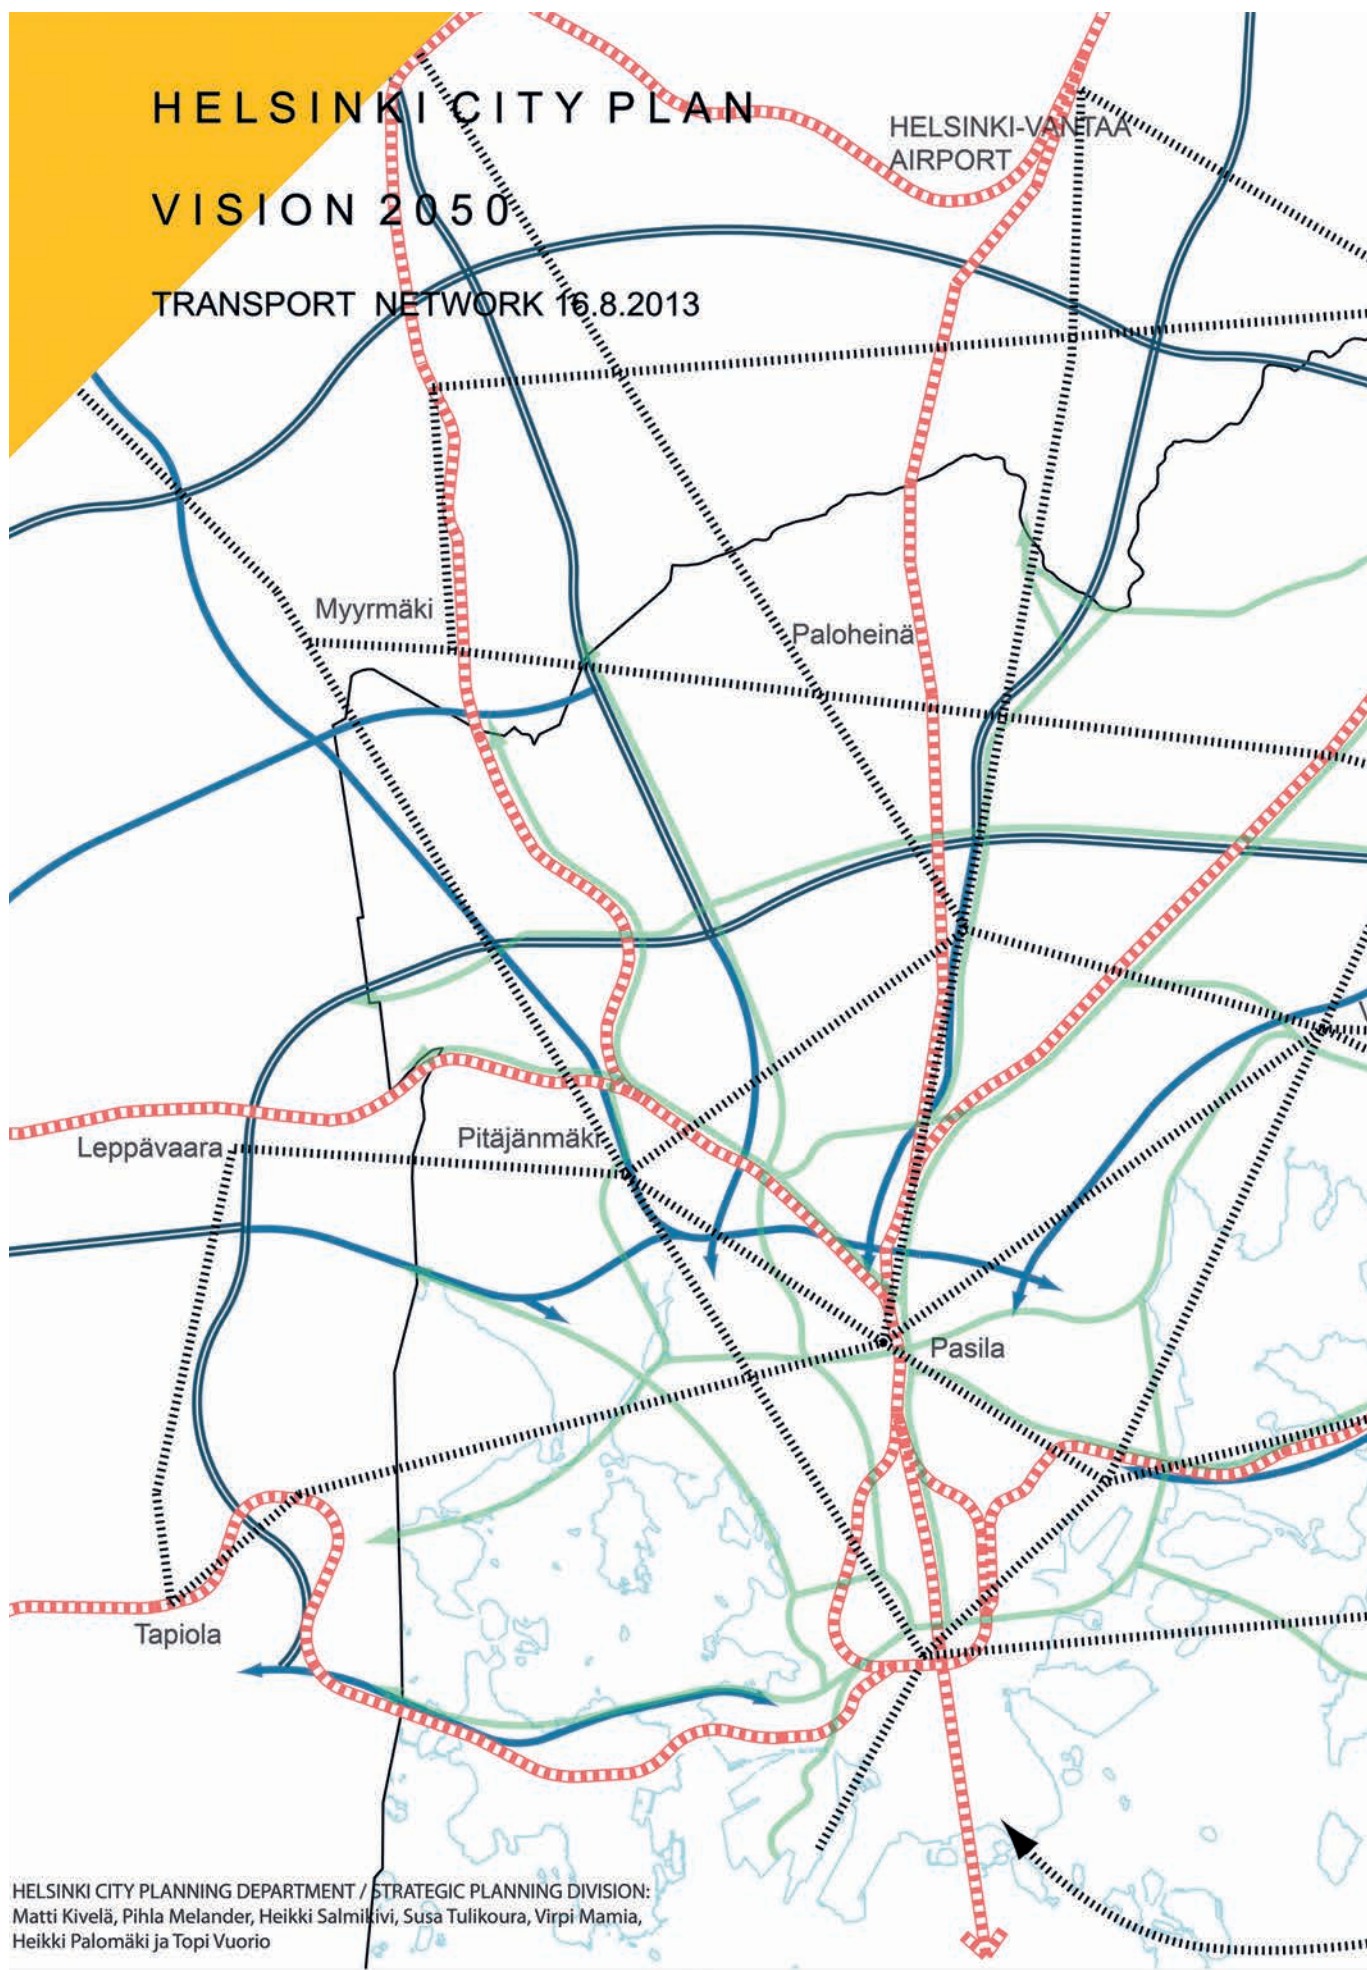 HELSINKI CITY PLAN
VISION 2050
TRANSPORT NETWORK 16.8.2013
HELSINKI-VANTAA
AIRPORT
Myyrmäki
Paloheinä
Leppävaara
Pitäjänmäki
Pasila
Tapiola
HELSINKI CITY PLANNING DEPARTMENT / STRATEGIC PLANNING DIVISION:
Matti Kivelä, Pihla Melander, Heikki Salmikivi, Susa Tulikoura, Virpi Mamia,
Heikki Palomäki ja Topi Vuorio